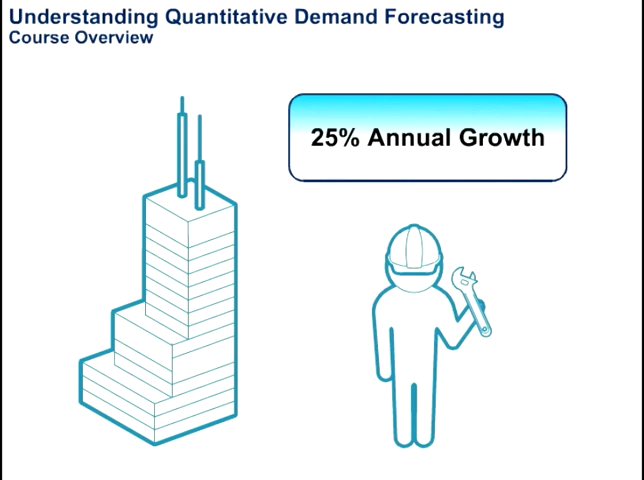 Understanding Quantitative Demand Forecasting
Course Overview
25% Annual Growth